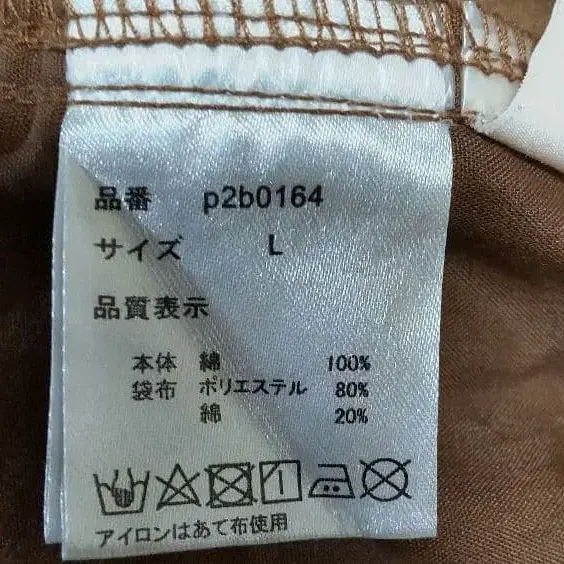 品番 p2b0164
サイズ L
品質表示
本体 綿 100%
袋布 ポリエステル 80%
綿 20%
アイロンはあて布使用